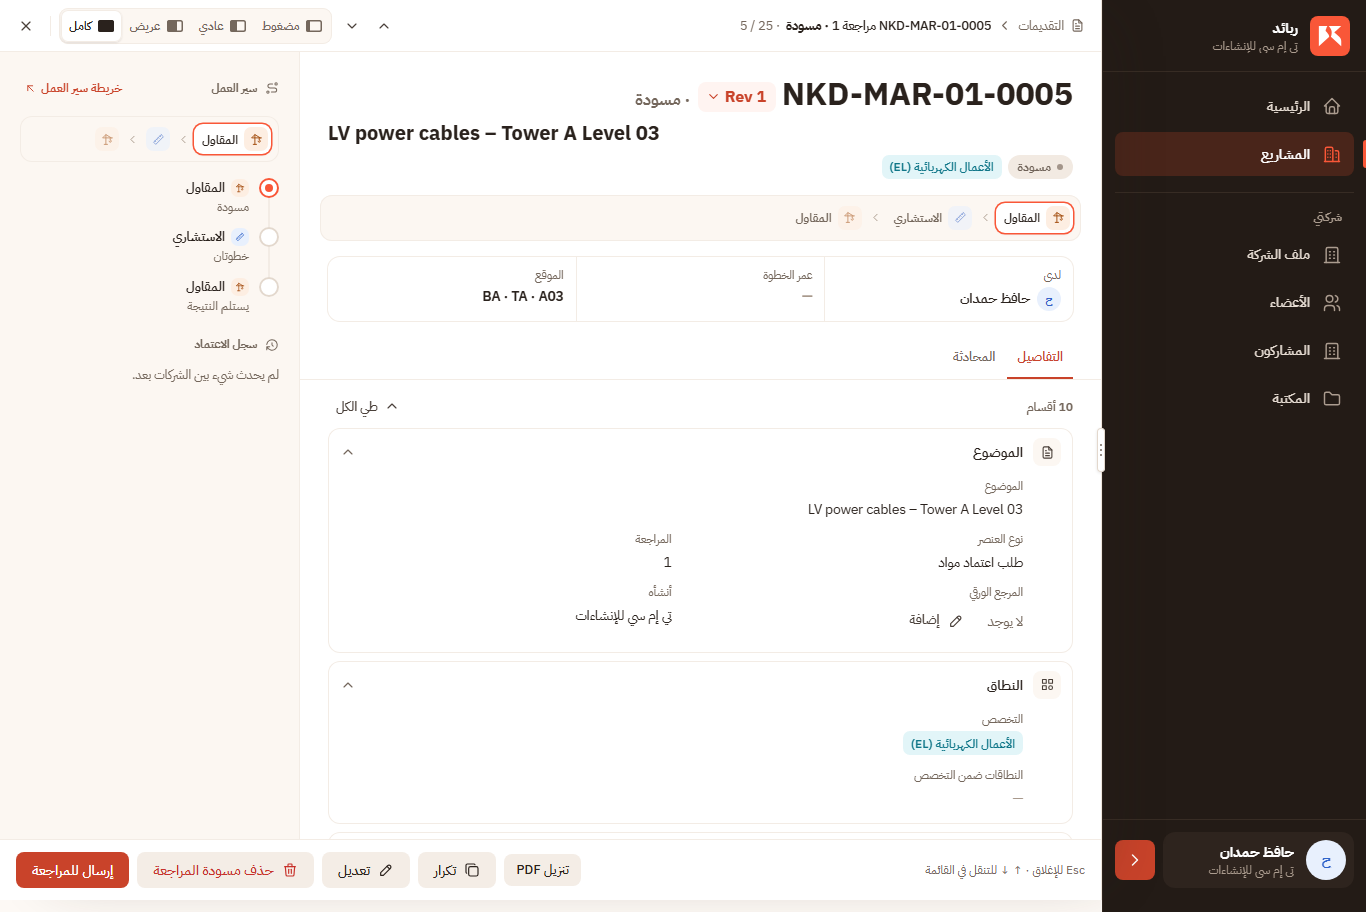 ربائد
تي إم سي للإنشاءات
الرئيسية
المشاريع
شركتي
ملف الشركة
الأعضاء
المشاركون
المكتبة
حافظ حمدان
تي إم سي للإنشاءات
ح
التقديمات
NKD-MAR-01-0005 مراجعة 1 · مسودة · 25 / 5
مضغوط
عادي
عريض
كامل
NKD-MAR-01-0005
Rev 1
· مسودة
LV power cables – Tower A Level 03
مسودة
الأعمال الكهربائية (EL)
المقاول
الاستشاري
المقاول
لدى
ح
حافظ حمدان
عمر الخطوة
—
الموقع
BA · TA · A03
التفاصيل
المحادثة
10 أقسام
طي الكل
الموضوع
الموضوع
LV power cables – Tower A Level 03
نوع العنصر
طلب اعتماد مواد
المراجعة
1
المرجع الورقي
لا يوجد
إضافة
أنشأه
تي إم سي للإنشاءات
النطاق
التخصص
الأعمال الكهربائية (EL)
النطاقات ضمن التخصص
—
سير العمل
خريطة سير العمل
المقاول
المقاول
مسودة
الاستشاري
خطوتان
المقاول
يستلم النتيجة
سجل الاعتماد
لم يحدث شيء بين الشركات بعد.
Esc للإغلاق · ↑ ↓ للتنقل في القائمة
تنزيل PDF
تكرار
تعديل
حذف مسودة المراجعة
إرسال للمراجعة